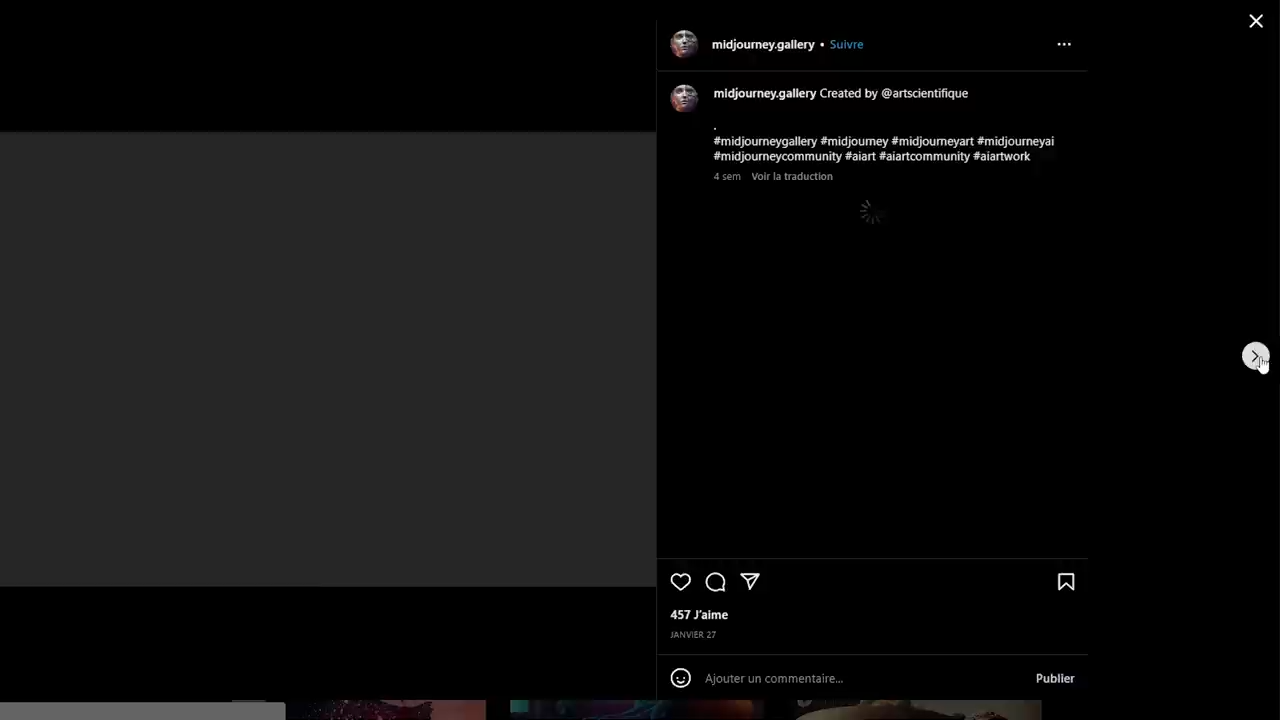 midjourney.gallery • Suivre
midjourney.gallery Created by @artscientifique
.
#midjourneygallery #midjourney #midjourneyart #midjourneyai
#midjourneycommunity #aiart #aiartcommunity #aiartwork
4 sem Voir la traduction
457 J'aime
JANVIER 27
Ajouter un commentaire... Publier